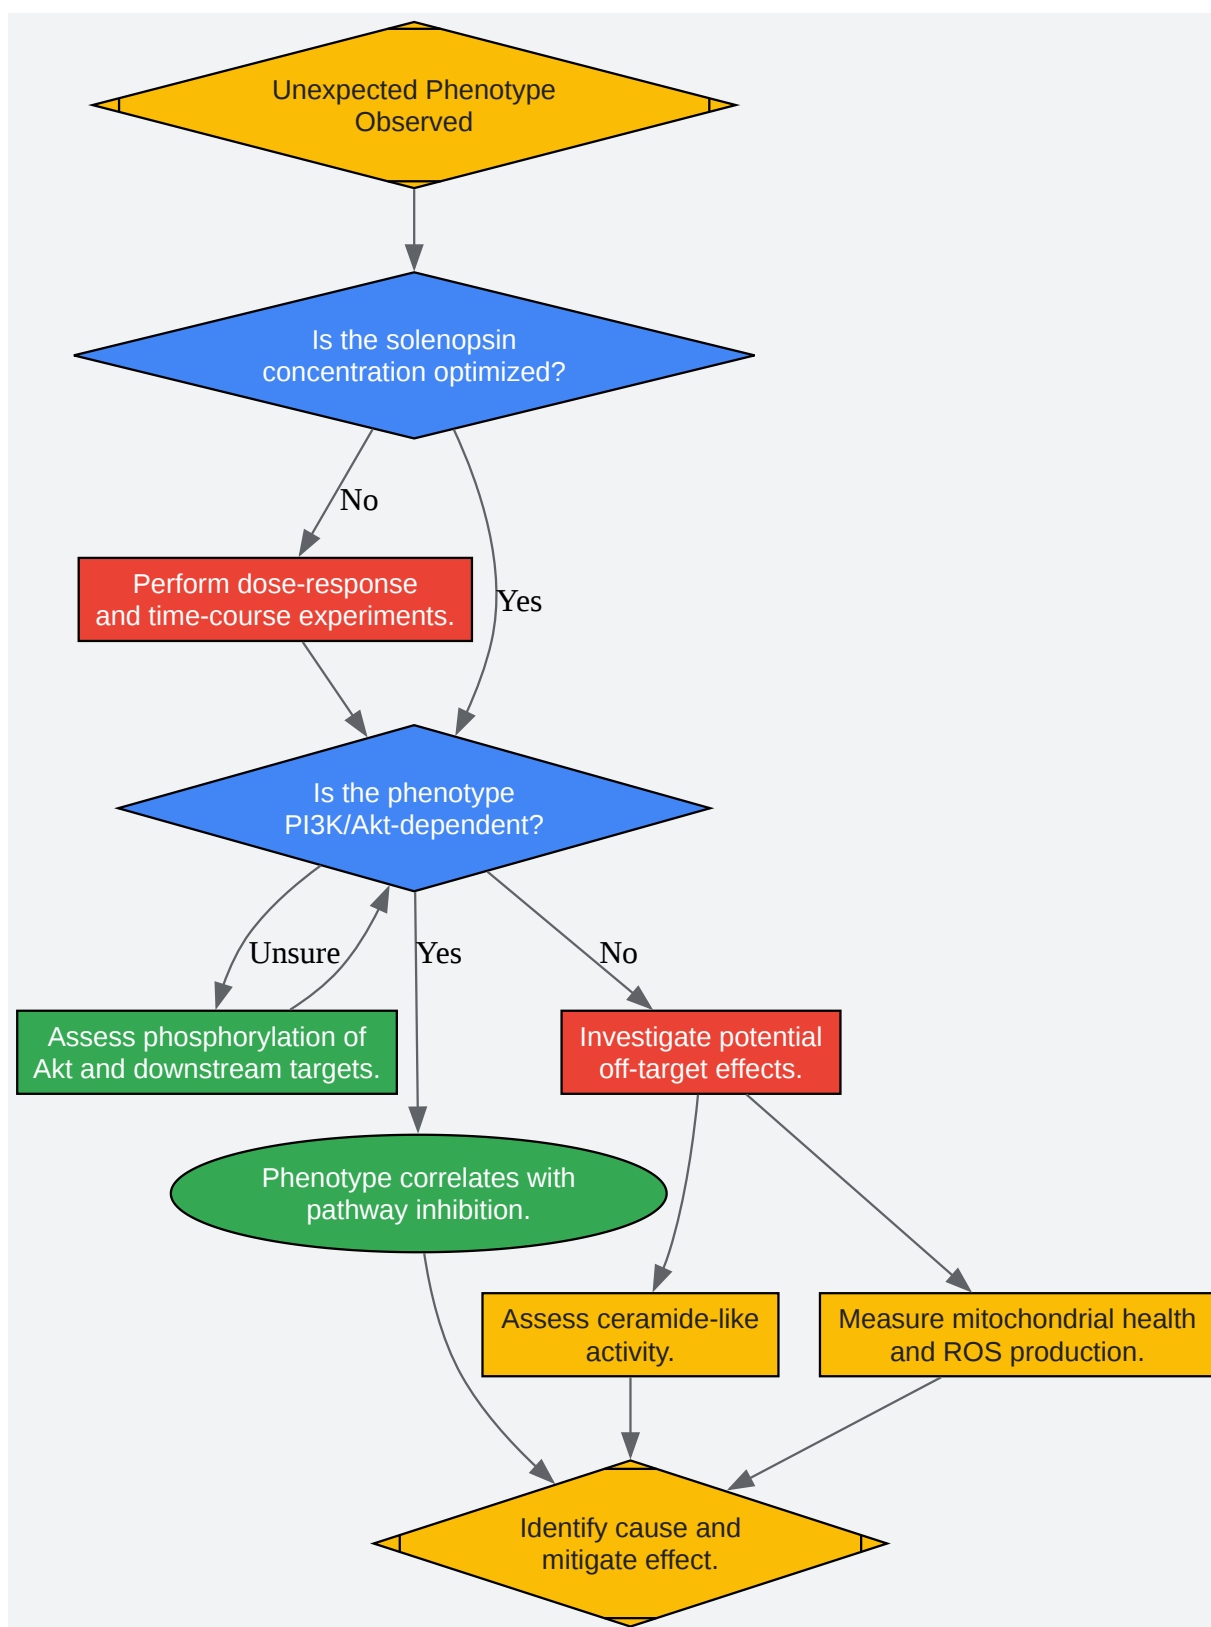 Unexpected Phenotype
Observed
Is the solenopsin
concentration optimized?
No
Yes
Perform dose-response
and time-course experiments.
Is the phenotype
PI3K/Akt-dependent?
Unsure
Yes
No
Assess phosphorylation of
Akt and downstream targets.
Investigate potential
off-target effects.
Phenotype correlates with
pathway inhibition.
Assess ceramide-like
activity.
Measure mitochondrial health
and ROS production.
Identify cause and
mitigate effect.